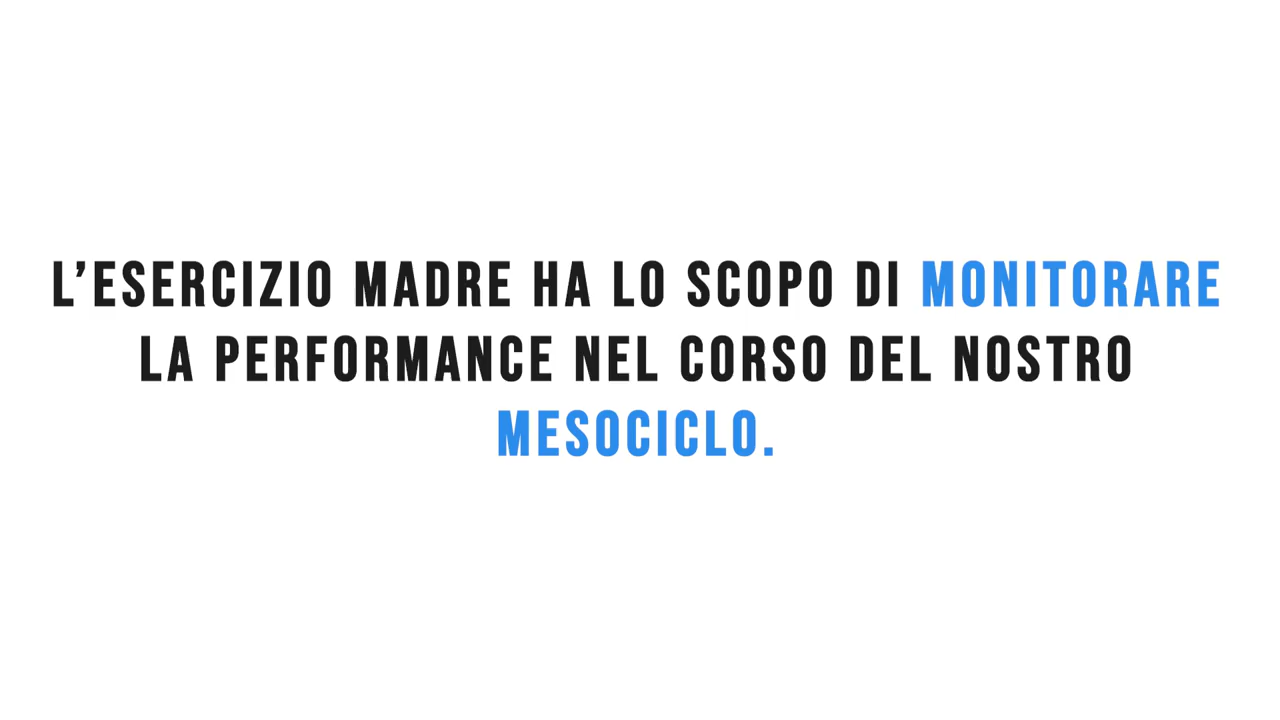 L’ESERCIZIO MADRE HA LO SCOPO DI MONITORARE
LA PERFORMANCE NEL CORSO DEL NOSTRO
MESOCICLO.